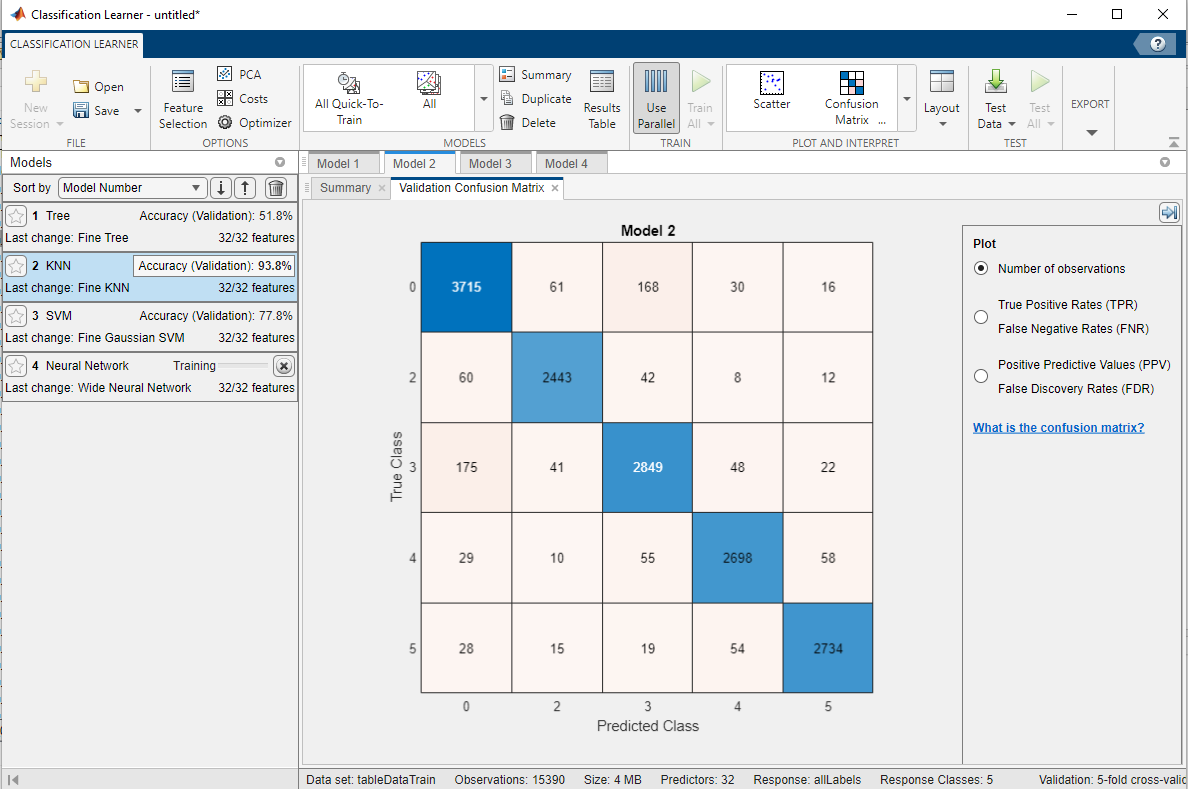 Classification Learner - untitled*
CLASSIFICATION LEARNER
?
New Session
Open
Save
FILE
Feature Selection
PCA
Costs
Optimizer
OPTIONS
All Quick-To-Train
All
Summary
Duplicate
Delete
Results Table
MODELS
Use Parallel
Train All
TRAIN
Scatter
Confusion Matrix ...
Layout
PLOT AND INTERPRET
Test Data
Test All
TEST
EXPORT
Models
Sort by Model Number
1 Tree Accuracy (Validation): 51.8%
Last change: Fine Tree 32/32 features
2 KNN Accuracy (Validation): 93.8%
Last change: Fine KNN 32/32 features
3 SVM Accuracy (Validation): 77.8%
Last change: Fine Gaussian SVM 32/32 features
4 Neural Network Training
Last change: Wide Neural Network 32/32 features
Model 1 Model 2 Model 3 Model 4
Summary Validation Confusion Matrix
Model 2
True Class
0 3715 61 168 30 16
2 60 2443 42 8 12
3 175 41 2849 48 22
4 29 10 55 2698 58
5 28 15 19 54 2734
0 2 3 4 5
Predicted Class
Plot
Number of observations
True Positive Rates (TPR)
False Negative Rates (FNR)
Positive Predictive Values (PPV)
False Discovery Rates (FDR)
What is the confusion matrix?
Data set: tableDataTrain Observations: 15390 Size: 4 MB Predictors: 32 Response: allLabels Response Classes: 5 Validation: 5-fold cross-valid